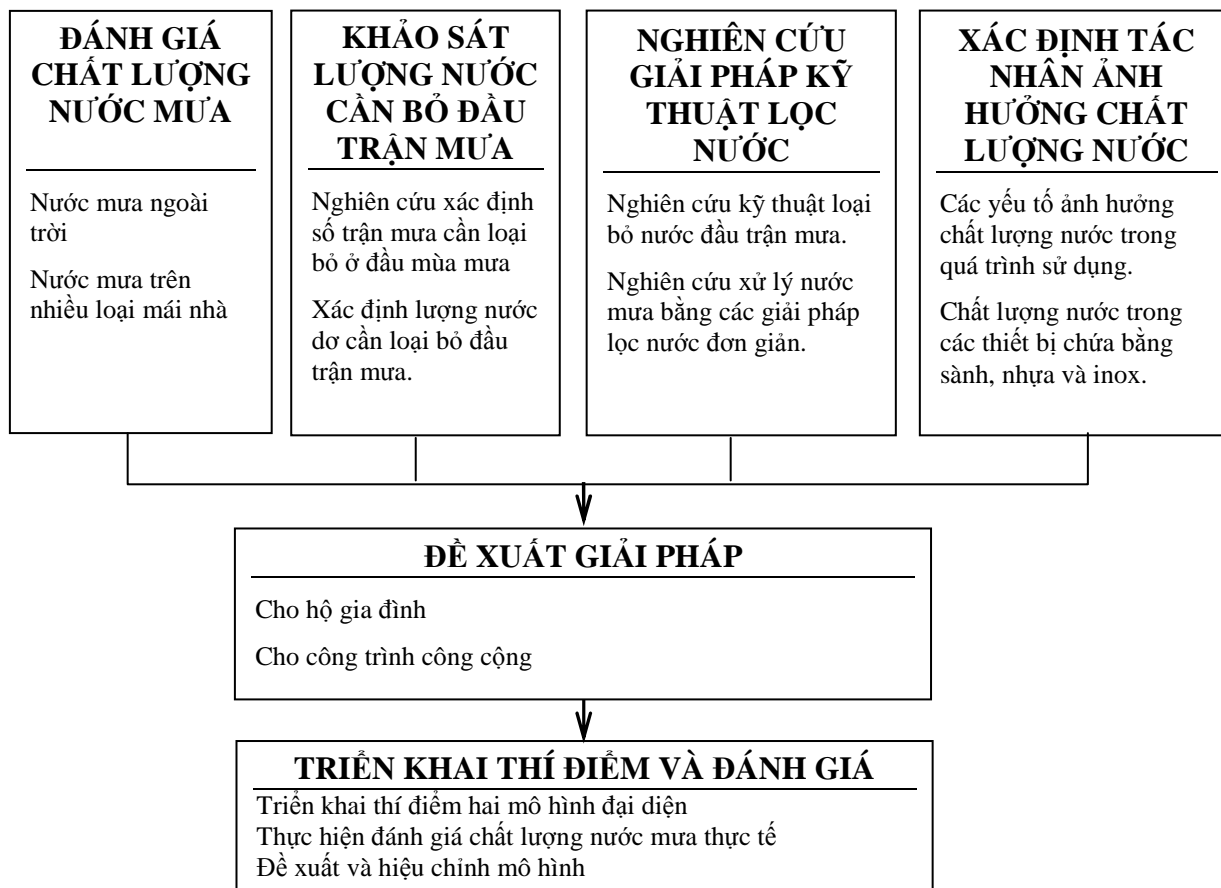 ĐÁNH GIÁ
CHẤT LƯỢNG
NƯỚC MƯA
Nước mưa ngoài
trời
Nước mưa trên
nhiều loại mái nhà
KHẢO SÁT
LƯỢNG NƯỚC
CẦN BỎ ĐẦU
TRẬN MƯA
Nghiên cứu xác định
số trận mưa cần loại
bỏ ở đầu mùa mưa
Xác định lượng nước
dơ cần loại bỏ đầu
trận mưa.
NGHIÊN CỨU
GIẢI PHÁP KỸ
THUẬT LỌC
NƯỚC
Nghiên cứu kỹ thuật loại
bỏ nước đầu trận mưa.
Nghiên cứu xử lý nước
mưa bằng các giải pháp
lọc nước đơn giản.
XÁC ĐỊNH TÁC
NHÂN ẢNH
HƯỞNG CHẤT
LƯỢNG NƯỚC
Các yếu tố ảnh hưởng
chất lượng nước trong
quá trình sử dụng.
Chất lượng nước trong
các thiết bị chứa bằng
sành, nhựa và inox.
ĐỀ XUẤT GIẢI PHÁP
Cho hộ gia đình
Cho công trình công cộng
TRIỂN KHAI THÍ ĐIỂM VÀ ĐÁNH GIÁ
Triển khai thí điểm hai mô hình đại diện
Thực hiện đánh giá chất lượng nước mưa thực tế
Đề xuất và hiệu chỉnh mô hình